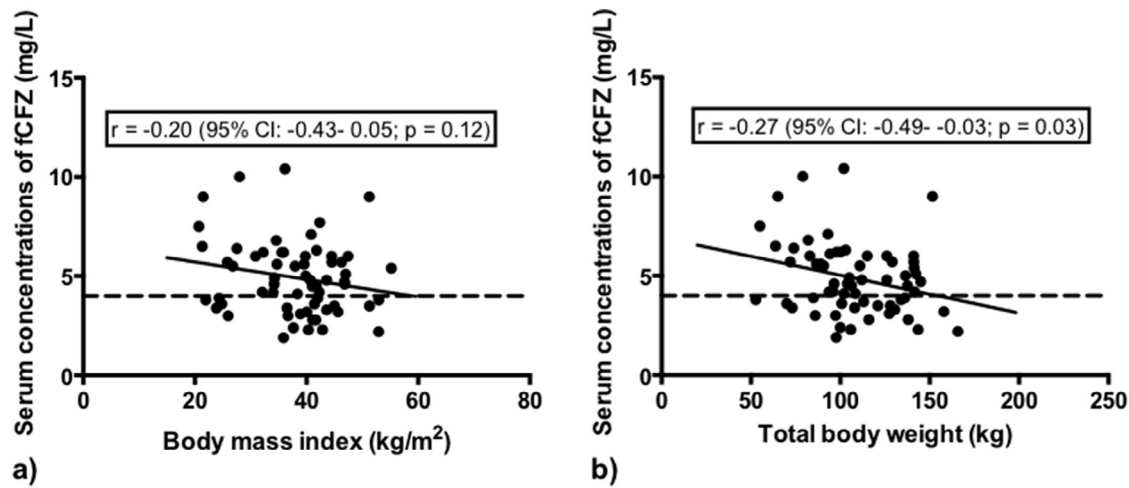 Serum concentrations of fCFZ (mg/L)
15
10
5
0
r = -0.20 (95% CI: -0.43- 0.05; p = 0.12)
0 20 40 60 80
Body mass index (kg/m²)
a)
Serum concentrations of fCFZ (mg/L)
15
10
5
0
r = -0.27 (95% CI: -0.49- -0.03; p = 0.03)
0 50 100 150 200 250
Total body weight (kg)
b)